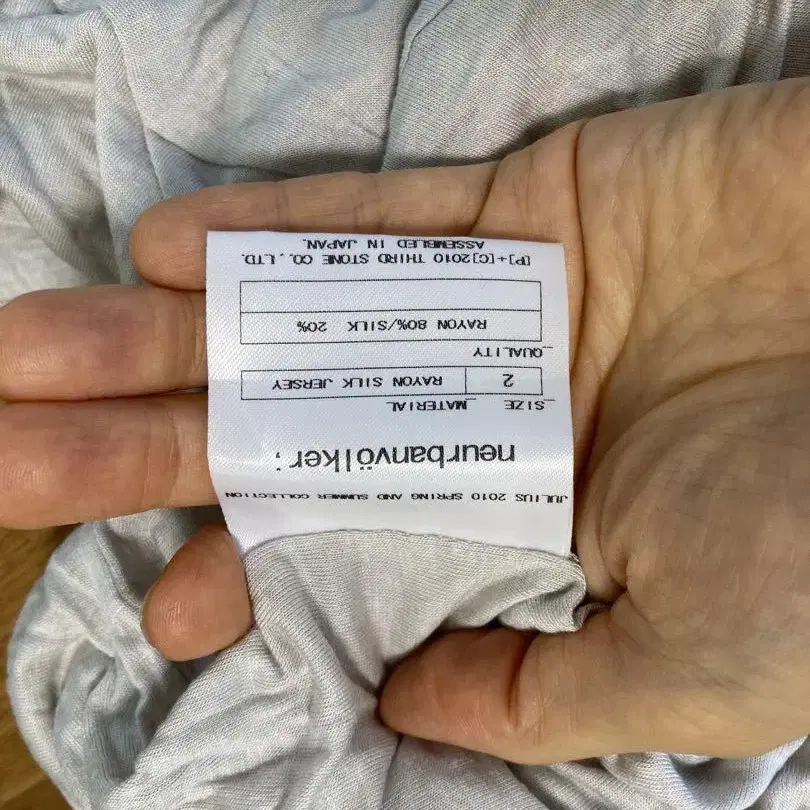 JULIUS 2010 SPRING AND SUMMER COLLECTION
neurbanvölker;
_SIZE _MATERIAL
2 RAYON SILK JERSEY
_QUALITY
RAYON 80%/SILK 20%
[P]+[C]2010 THIRD STONE CO.,LTD.
ASSEMBLED IN JAPAN.